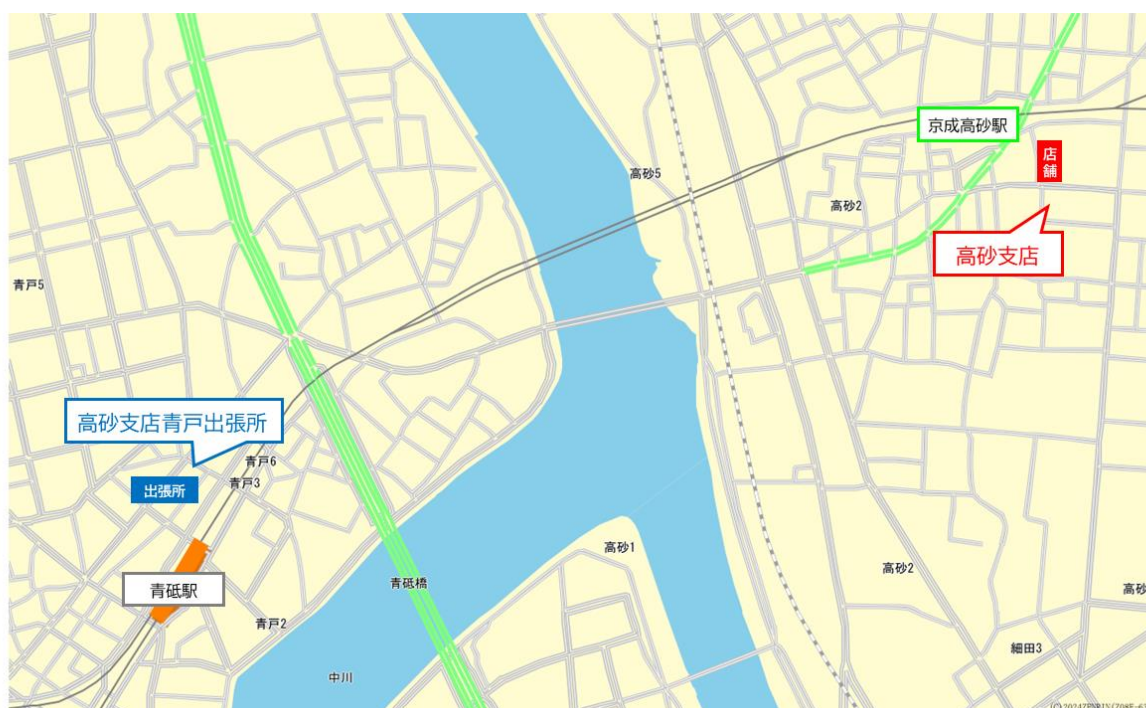 京成高砂駅
店舗
高砂5
高砂2
高砂支店
青戸5
高砂支店青戸出張所
青戸6
青戸3
出張所
高砂1
高砂2
青砥橋
青砥駅
高砂
青戸2
細田3
中川